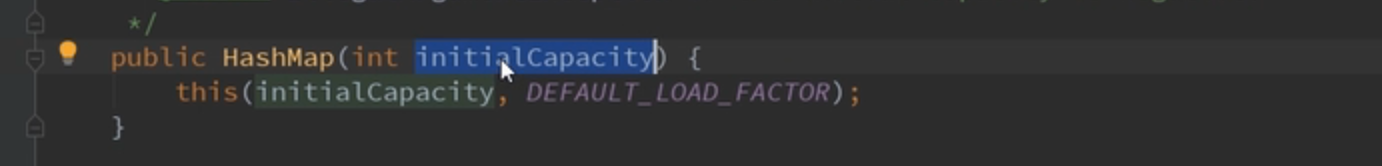 */
public HashMap(int initialCapacity) {
this(initialCapacity, DEFAULT_LOAD_FACTOR);
}